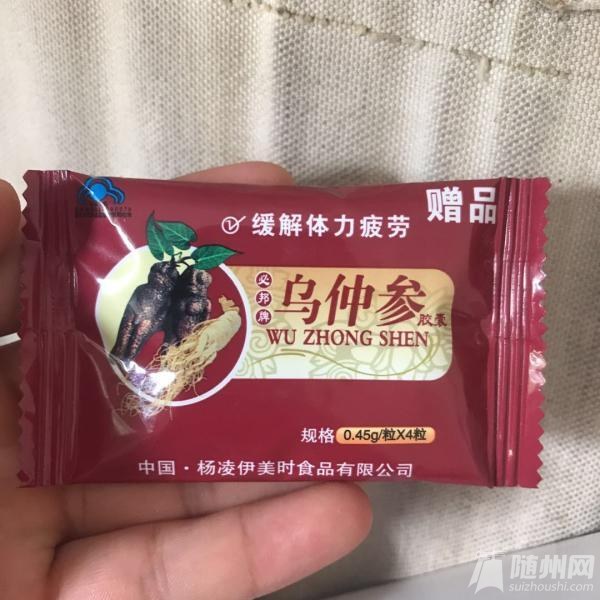 赠品
缓解体力疲劳
必邦牌
乌仲参胶囊
WU ZHONG SHEN
规格 0.45g/粒X4粒
中国·杨凌伊美时食品有限公司
随州网
suizhoushi.com